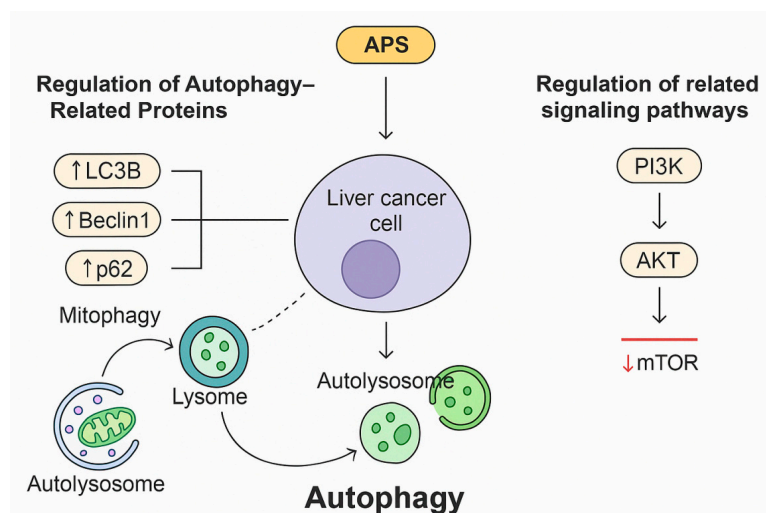 APS
Regulation of Autophagy–
Related Proteins
↑LC3B
↑Beclin1
↑p62
Liver cancer
cell
Regulation of related
signaling pathways
PI3K
AKT
↓mTOR
Mitophagy
Lysome
Autolysosome
Autolysosome
Autophagy